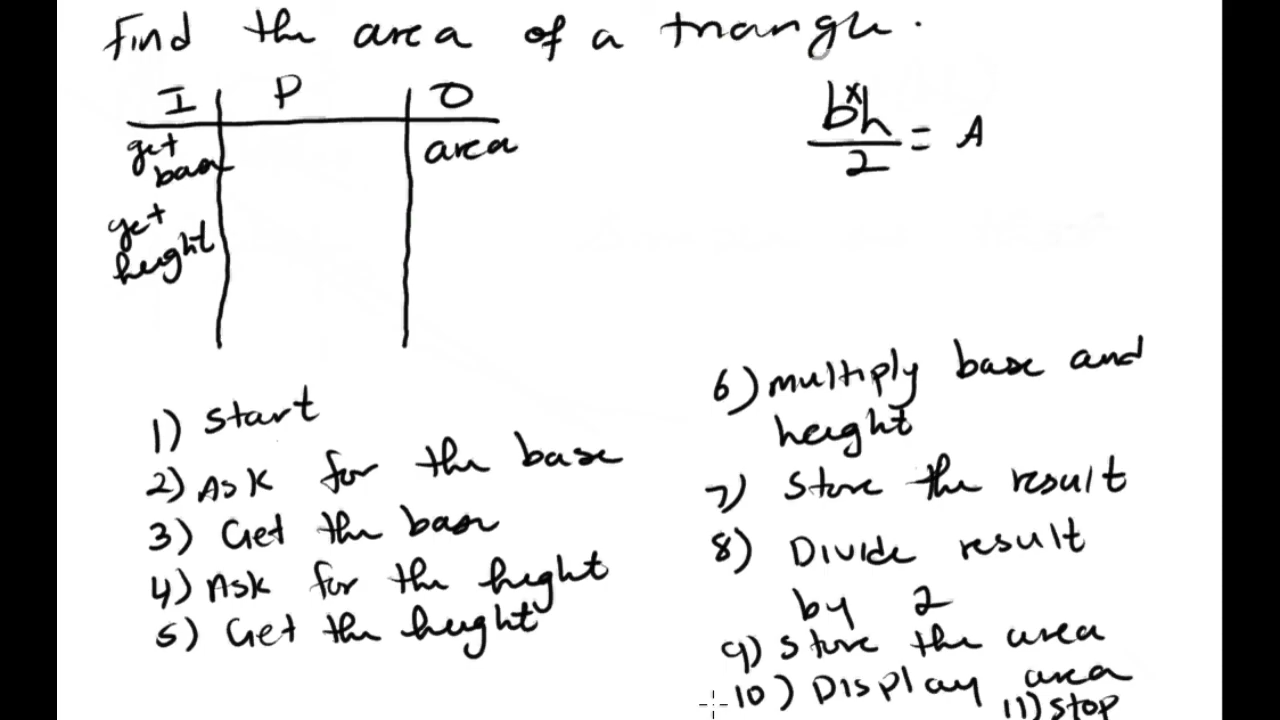 Find the area of a triangle.
I P O
get base area
get height
b x h
2
= A
1) Start
2) Ask for the base
3) Get the base
4) Ask for the height
5) Get the height
6) multiply base and
height
7) Store the result
8) Divide result
by 2
9) Store the area
10) Display area
11) stop